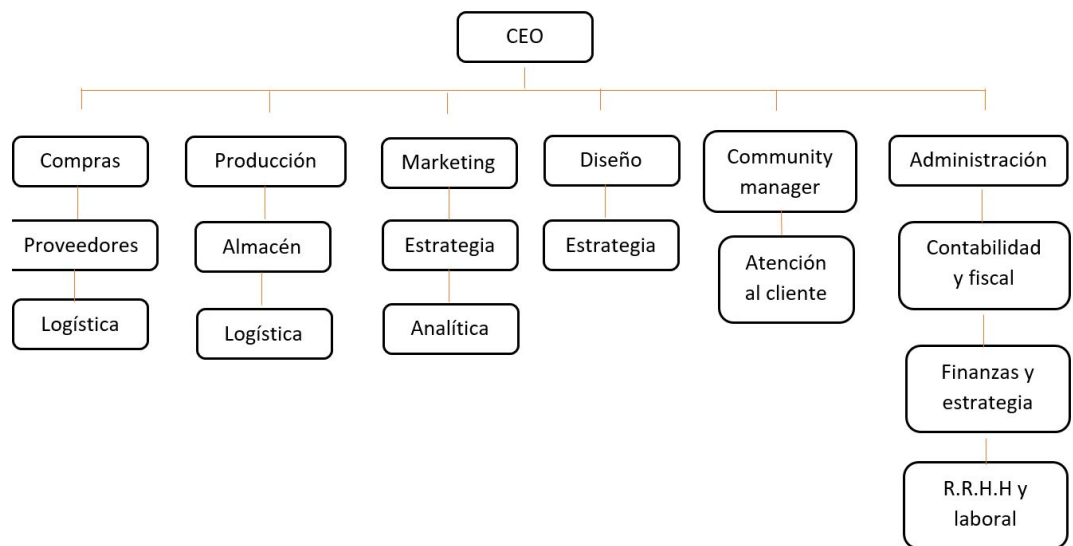 CEO
Compras
Producción
Marketing
Diseño
Community
manager
Administración
Proveedores
Almacén
Estrategia
Estrategia
Atención
al cliente
Contabilidad
y fiscal
Logística
Logística
Analítica
Finanzas y
estrategia
R.R.H.H y
laboral